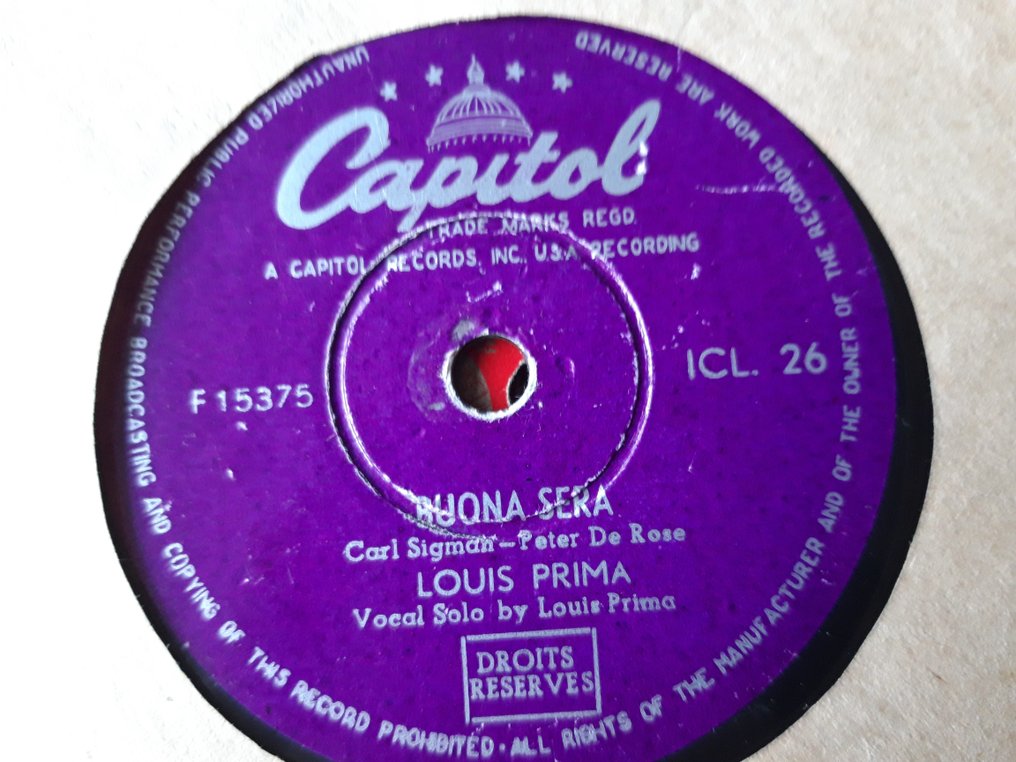 Capitol
TRADE MARKS REGD.
A CAPITOL RECORDS, INC., U.S.A. RECORDING
F 15375
ICL. 26
BUONA SERA
Carl Sigman—Peter De Rose
LOUIS PRIMA
Vocal Solo by Louis Prima
DROITS
RESERVES
UNAUTHORIZED PUBLIC PERFORMANCE BROADCASTING AND COPYING OF THIS RECORD PROHIBITED · ALL RIGHTS OF THE MANUFACTURER AND OF THE OWNER OF THE RECORDED WORK ARE RESERVED